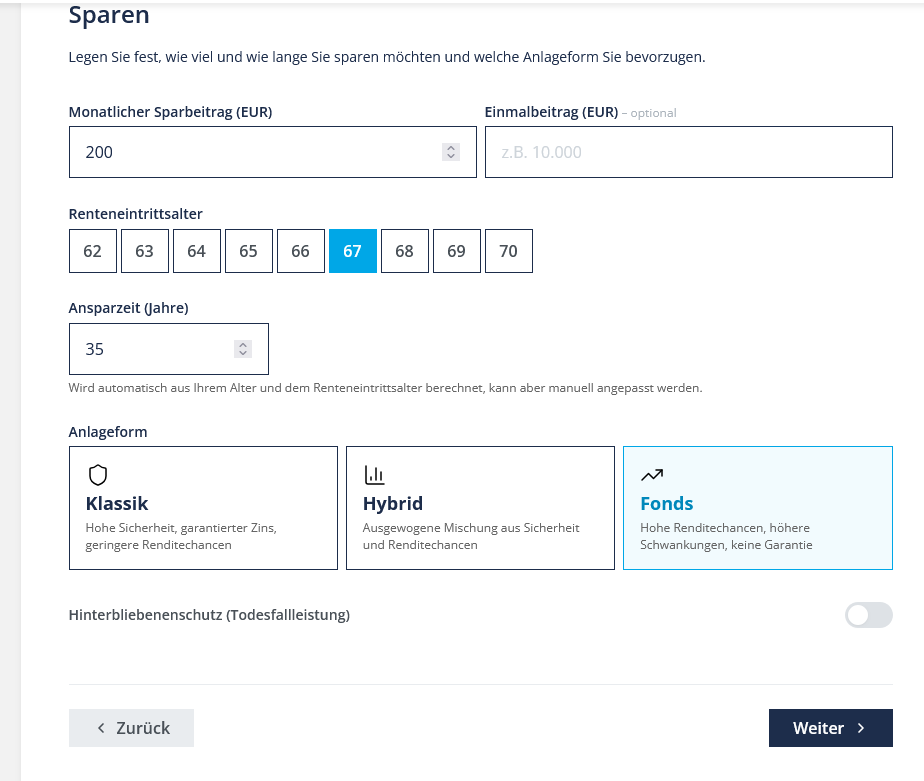 Sparen
Legen Sie fest, wie viel und wie lange Sie sparen möchten und welche Anlageform Sie bevorzugen.
Monatlicher Sparbeitrag (EUR)
200
Einmalbeitrag (EUR) – optional
z.B. 10.000
Renteneintrittsalter
62 63 64 65 66 67 68 69 70
Ansparzeit (Jahre)
35
Wird automatisch aus Ihrem Alter und dem Renteneintrittsalter berechnet, kann aber manuell angepasst werden.
Anlageform
Klassik
Hohe Sicherheit, garantierter Zins,
geringere Renditechancen
Hybrid
Ausgewogene Mischung aus Sicherheit
und Renditechancen
Fonds
Hohe Renditechancen, höhere
Schwankungen, keine Garantie
Hinterbliebenenschutz (Todesfallleistung)
Zurück
Weiter